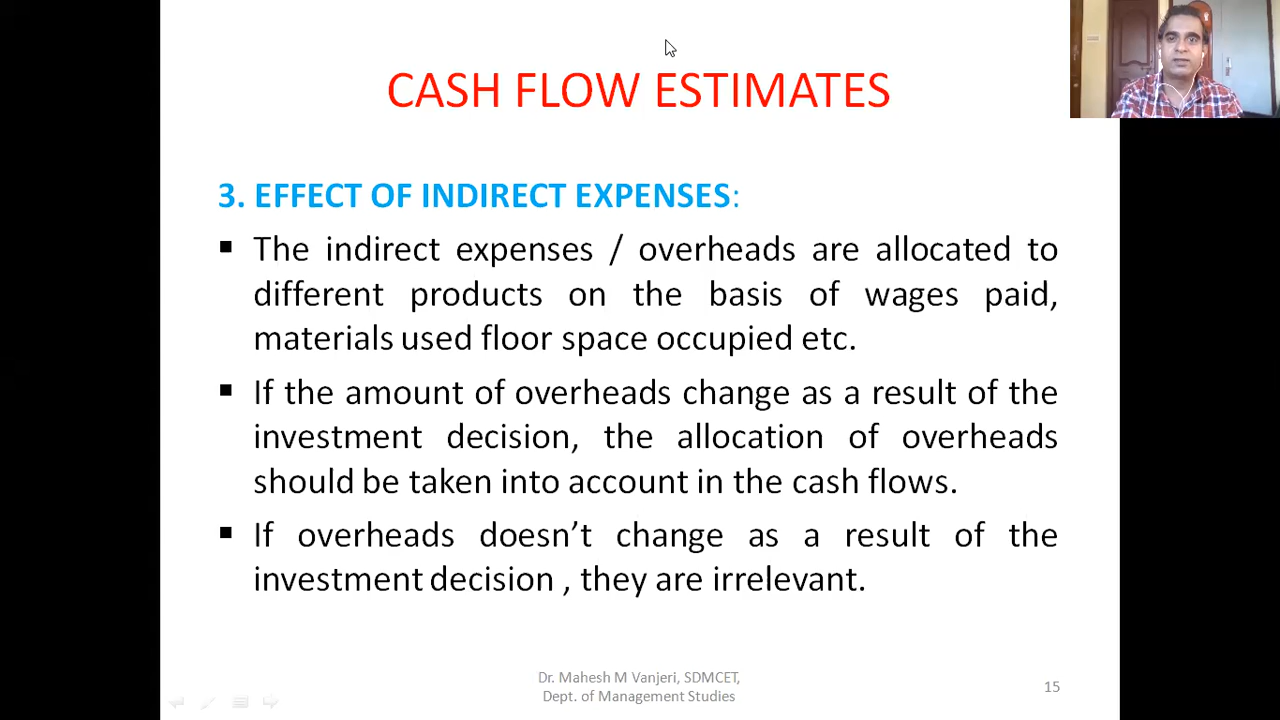 CASH FLOW ESTIMATES
3. EFFECT OF INDIRECT EXPENSES:
▪ The indirect expenses / overheads are allocated to
different products on the basis of wages paid,
materials used floor space occupied etc.
▪ If the amount of overheads change as a result of the
investment decision, the allocation of overheads
should be taken into account in the cash flows.
▪ If overheads doesn’t change as a result of the
investment decision , they are irrelevant.
Dr. Mahesh M Vanjeri, SDMCET,
Dept. of Management Studies
15